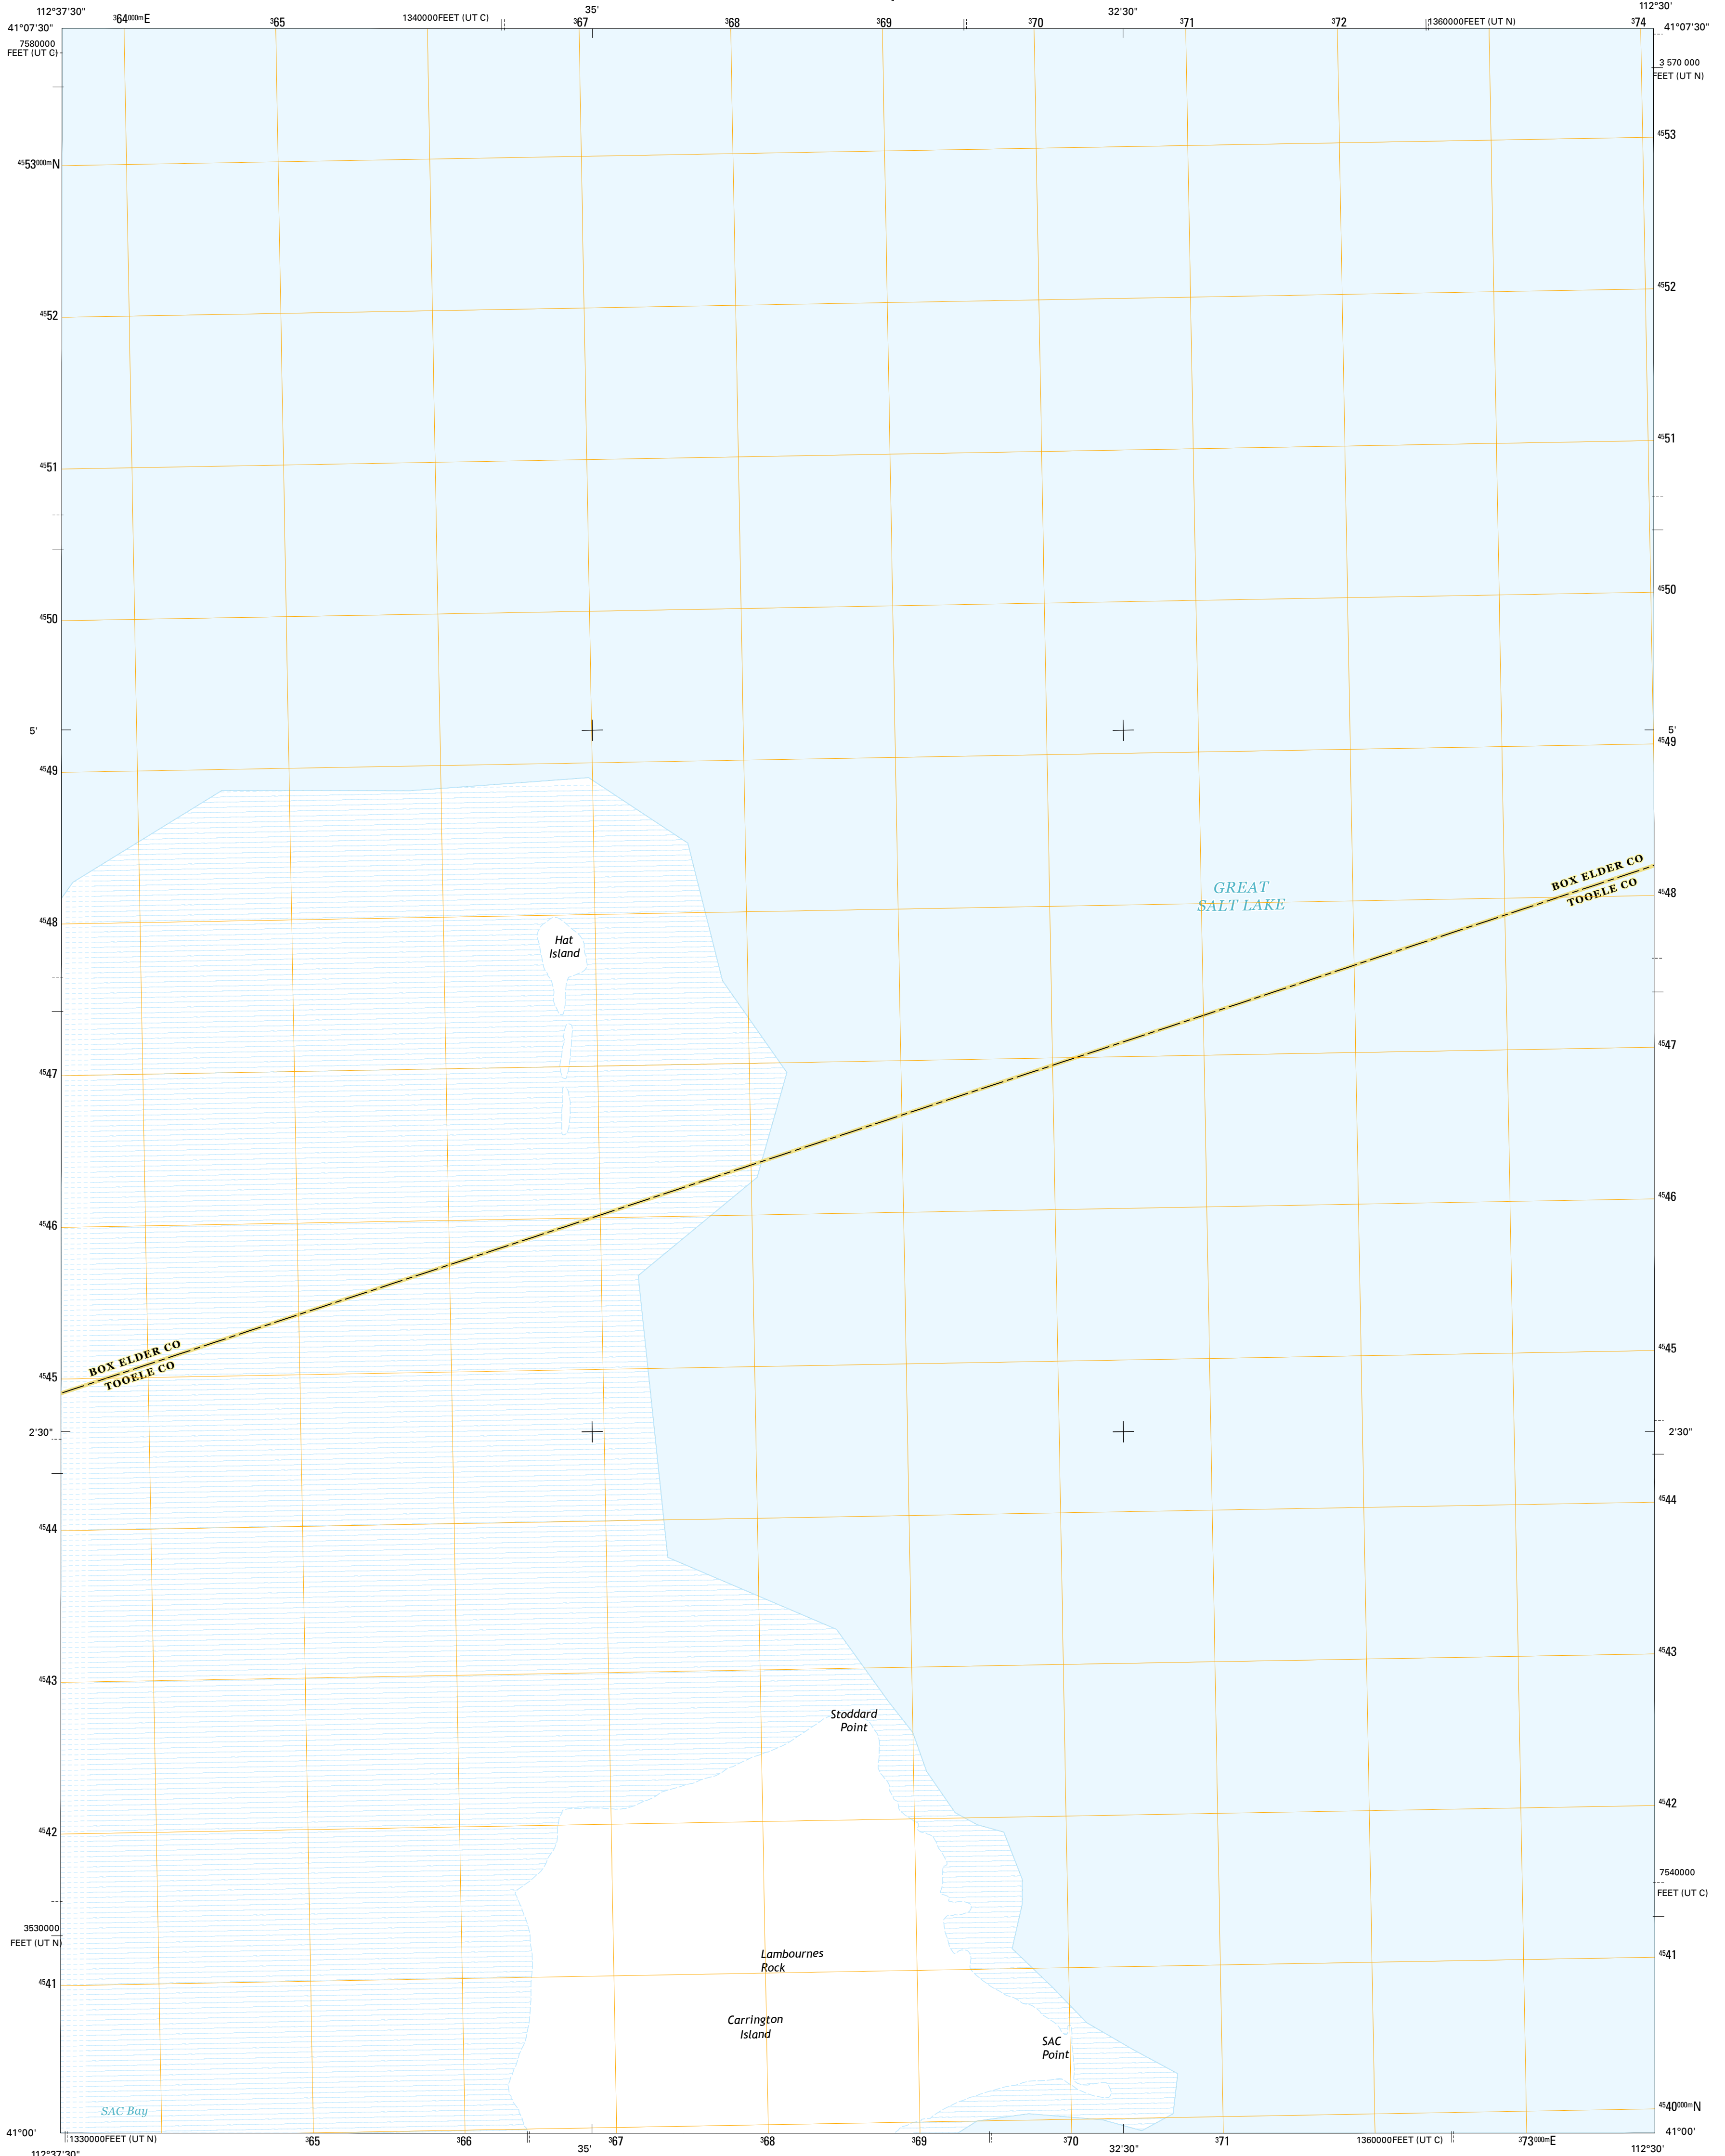 112°37'30"
³64⁰⁰⁰ᵐE
³65
1340000FEET (UT C)
³67
35'
³68
³69
³70
32'30"
³71
³72
1360000FEET (UT N)
³74
112°30'
41°07'30"
41°07'30"
7580000
FEET (UT C)
3 570 000
FEET (UT N)
⁴⁵53⁰⁰⁰ᵐN
⁴⁵53
⁴⁵52
⁴⁵52
⁴⁵51
⁴⁵51
⁴⁵50
⁴⁵50
5'
5'
⁴⁵49
⁴⁵49
GREAT
SALT LAKE
BOX ELDER CO
TOOELE CO
⁴⁵48
⁴⁵48
Hat
Island
⁴⁵47
⁴⁵47
⁴⁵46
⁴⁵46
BOX ELDER CO
TOOELE CO
⁴⁵45
⁴⁵45
2'30"
2'30"
⁴⁵44
⁴⁵44
⁴⁵43
⁴⁵43
Stoddard
Point
⁴⁵42
⁴⁵42
7540000
FEET (UT C)
3530000
FEET (UT N)
Lambournes
Rock
⁴⁵41
⁴⁵41
Carrington
Island
SAC
Point
SAC Bay
⁴⁵40⁰⁰⁰ᵐN
41°00'
41°00'
1330000FEET (UT N)
³65
³66
35'
³67
³68
³69
³70
32'30"
³71
1360000FEET (UT C)
³73⁰⁰⁰ᵐE
112°30'
112°37'30"